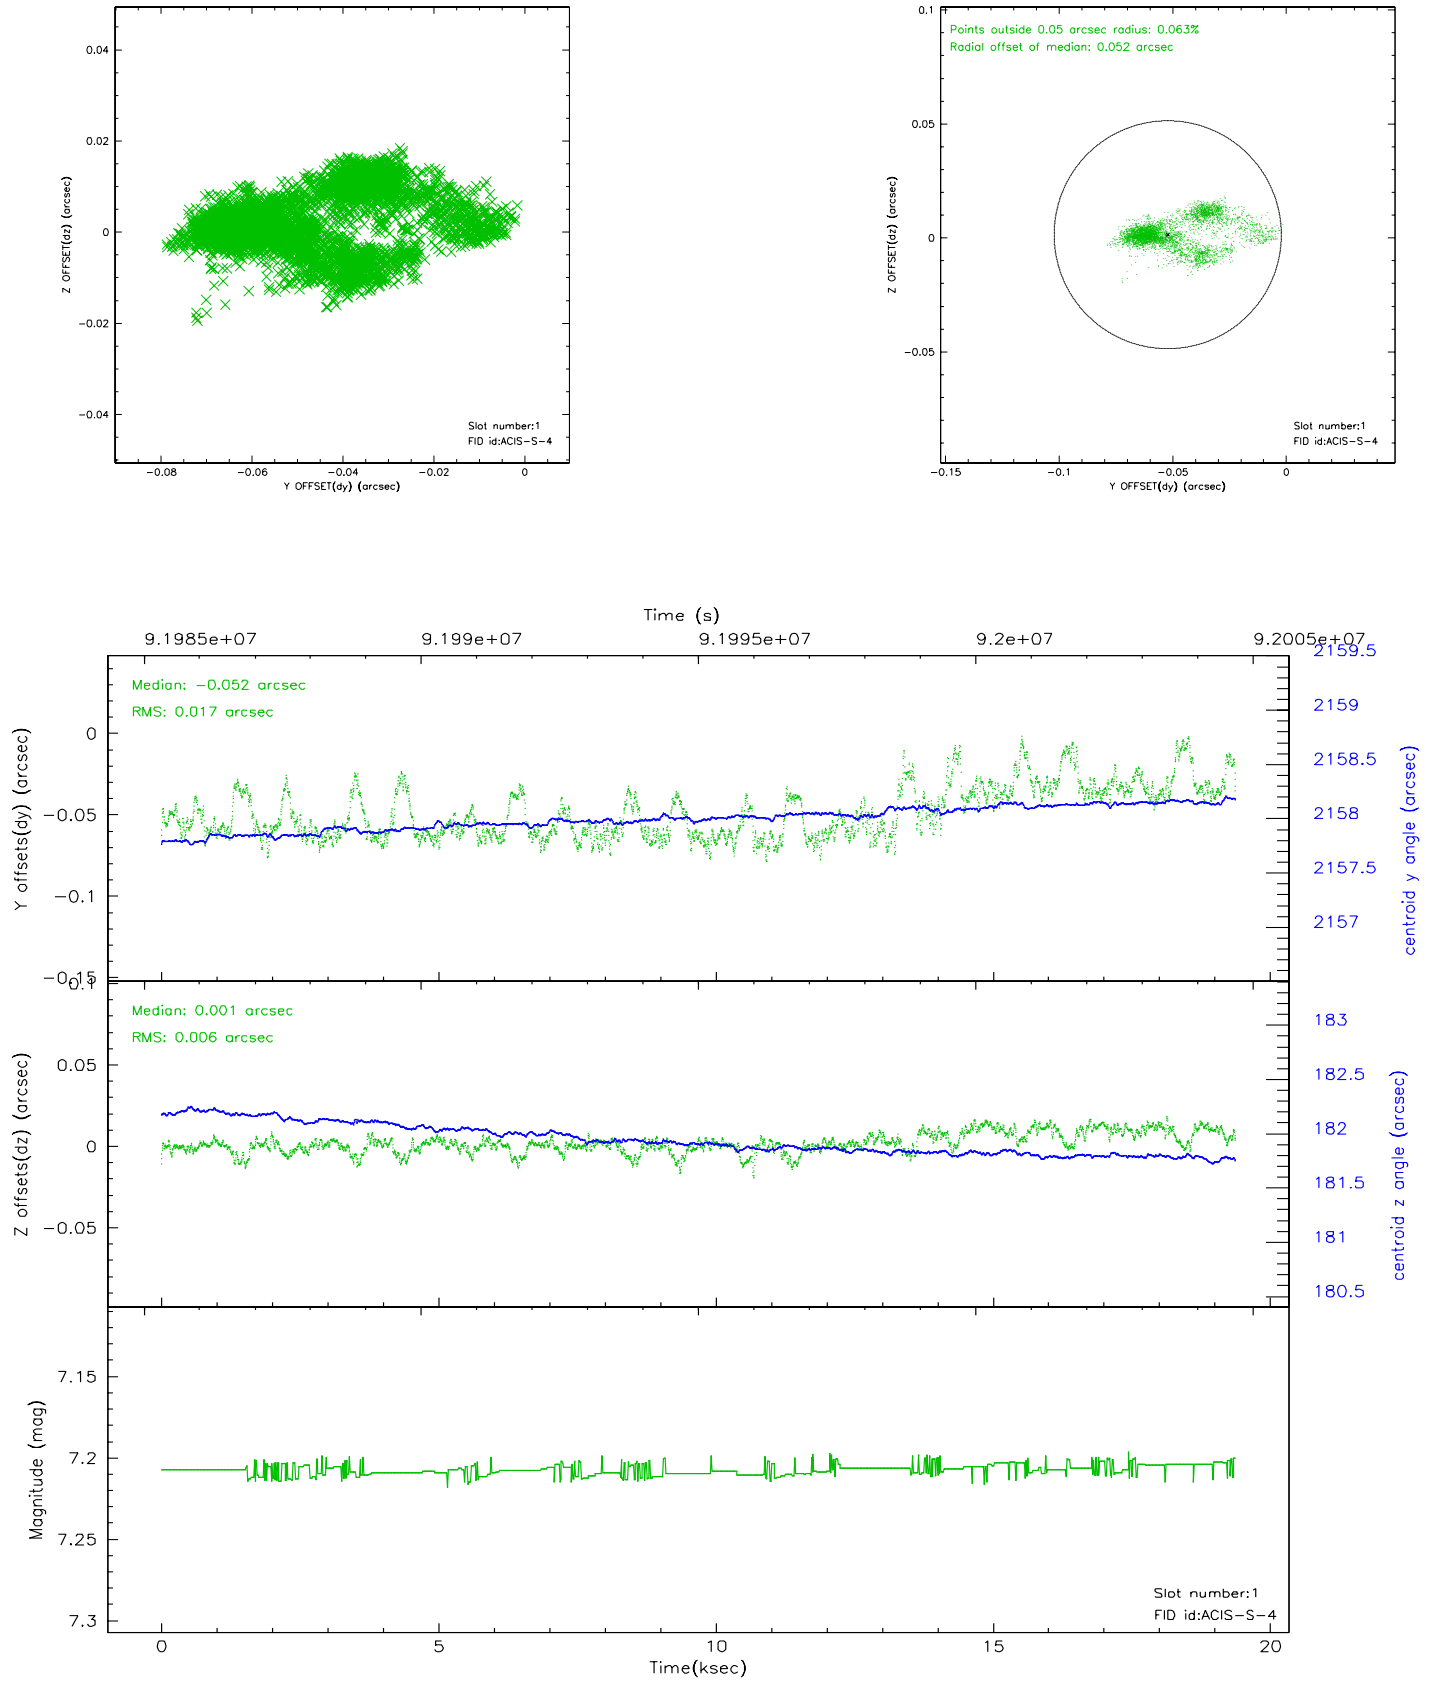 0.04
0.02
0
−0.02
−0.04
Z OFFSET(dz) (arcsec)
Slot number:1
FID id:ACIS−S−4
−0.08
−0.06
−0.04
−0.02
0
Y OFFSET(dy) (arcsec)
Points outside 0.05 arcsec radius: 0.063%
Radial offset of median: 0.052 arcsec
0.1
0.05
0
−0.05
Z OFFSET(dz) (arcsec)
Slot number:1
FID id:ACIS−S−4
−0.15
−0.1
−0.05
0
Y OFFSET(dy) (arcsec)
Time (s)
9.1985e+07
9.199e+07
9.1995e+07
9.2e+07
9.2005e+07
Median: −0.052 arcsec
RMS: 0.017 arcsec
0
−0.05
−0.1
−0.15
Y offsets(dy) (arcsec)
2159.5
2159
2158.5
2158
2157.5
2157
centroid y angle (arcsec)
Median: 0.001 arcsec
RMS: 0.006 arcsec
0.1
0.05
0
−0.05
Z offsets(dz) (arcsec)
183
182.5
182
181.5
181
180.5
centroid z angle (arcsec)
7.15
7.2
7.25
7.3
Magnitude (mag)
Slot number:1
FID id:ACIS−S−4
0
5
10
15
20
Time(ksec)